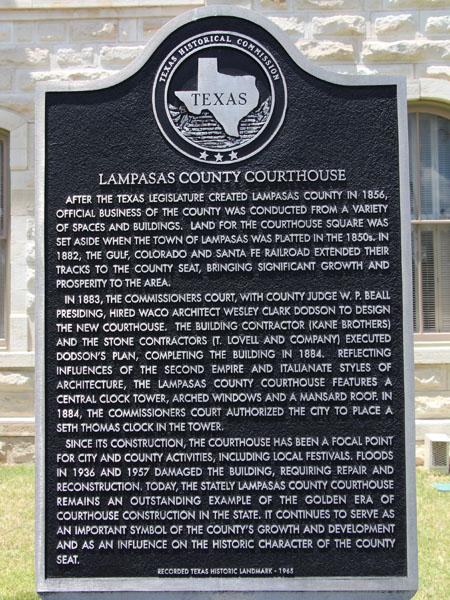 TEXAS HISTORICAL COMMISSION
TEXAS
LAMPASAS COUNTY COURTHOUSE
AFTER THE TEXAS LEGISLATURE CREATED LAMPASAS COUNTY IN 1856,
OFFICIAL BUSINESS OF THE COUNTY WAS CONDUCTED FROM A VARIETY
OF SPACES AND BUILDINGS. LAND FOR THE COURTHOUSE SQUARE WAS
SET ASIDE WHEN THE TOWN OF LAMPASAS WAS PLATTED IN THE 1850s. IN
1882, THE GULF, COLORADO AND SANTA FE RAILROAD EXTENDED THEIR
TRACKS TO THE COUNTY SEAT, BRINGING SIGNIFICANT GROWTH AND
PROSPERITY TO THE AREA.
IN 1883, THE COMMISSIONERS COURT, WITH COUNTY JUDGE W. P. BEALL
PRESIDING, HIRED WACO ARCHITECT WESLEY CLARK DODSON TO DESIGN
THE NEW COURTHOUSE. THE BUILDING CONTRACTOR (KANE BROTHERS)
AND THE STONE CONTRACTORS (T. LOVELL AND COMPANY) EXECUTED
DODSON'S PLAN, COMPLETING THE BUILDING IN 1884. REFLECTING
INFLUENCES OF THE SECOND EMPIRE AND ITALIANATE STYLES OF
ARCHITECTURE, THE LAMPASAS COUNTY COURTHOUSE FEATURES A
CENTRAL CLOCK TOWER, ARCHED WINDOWS AND A MANSARD ROOF. IN
1884, THE COMMISSIONERS COURT AUTHORIZED THE CITY TO PLACE A
SETH THOMAS CLOCK IN THE TOWER.
SINCE ITS CONSTRUCTION, THE COURTHOUSE HAS BEEN A FOCAL POINT
FOR CITY AND COUNTY ACTIVITIES, INCLUDING LOCAL FESTIVALS. FLOODS
IN 1936 AND 1957 DAMAGED THE BUILDING, REQUIRING REPAIR AND
RECONSTRUCTION. TODAY, THE STATELY LAMPASAS COUNTY COURTHOUSE
REMAINS AN OUTSTANDING EXAMPLE OF THE GOLDEN ERA OF
COURTHOUSE CONSTRUCTION IN THE STATE. IT CONTINUES TO SERVE AS
AN IMPORTANT SYMBOL OF THE COUNTY'S GROWTH AND DEVELOPMENT
AND AS AN INFLUENCE ON THE HISTORIC CHARACTER OF THE COUNTY
SEAT.
RECORDED TEXAS HISTORIC LANDMARK - 1965